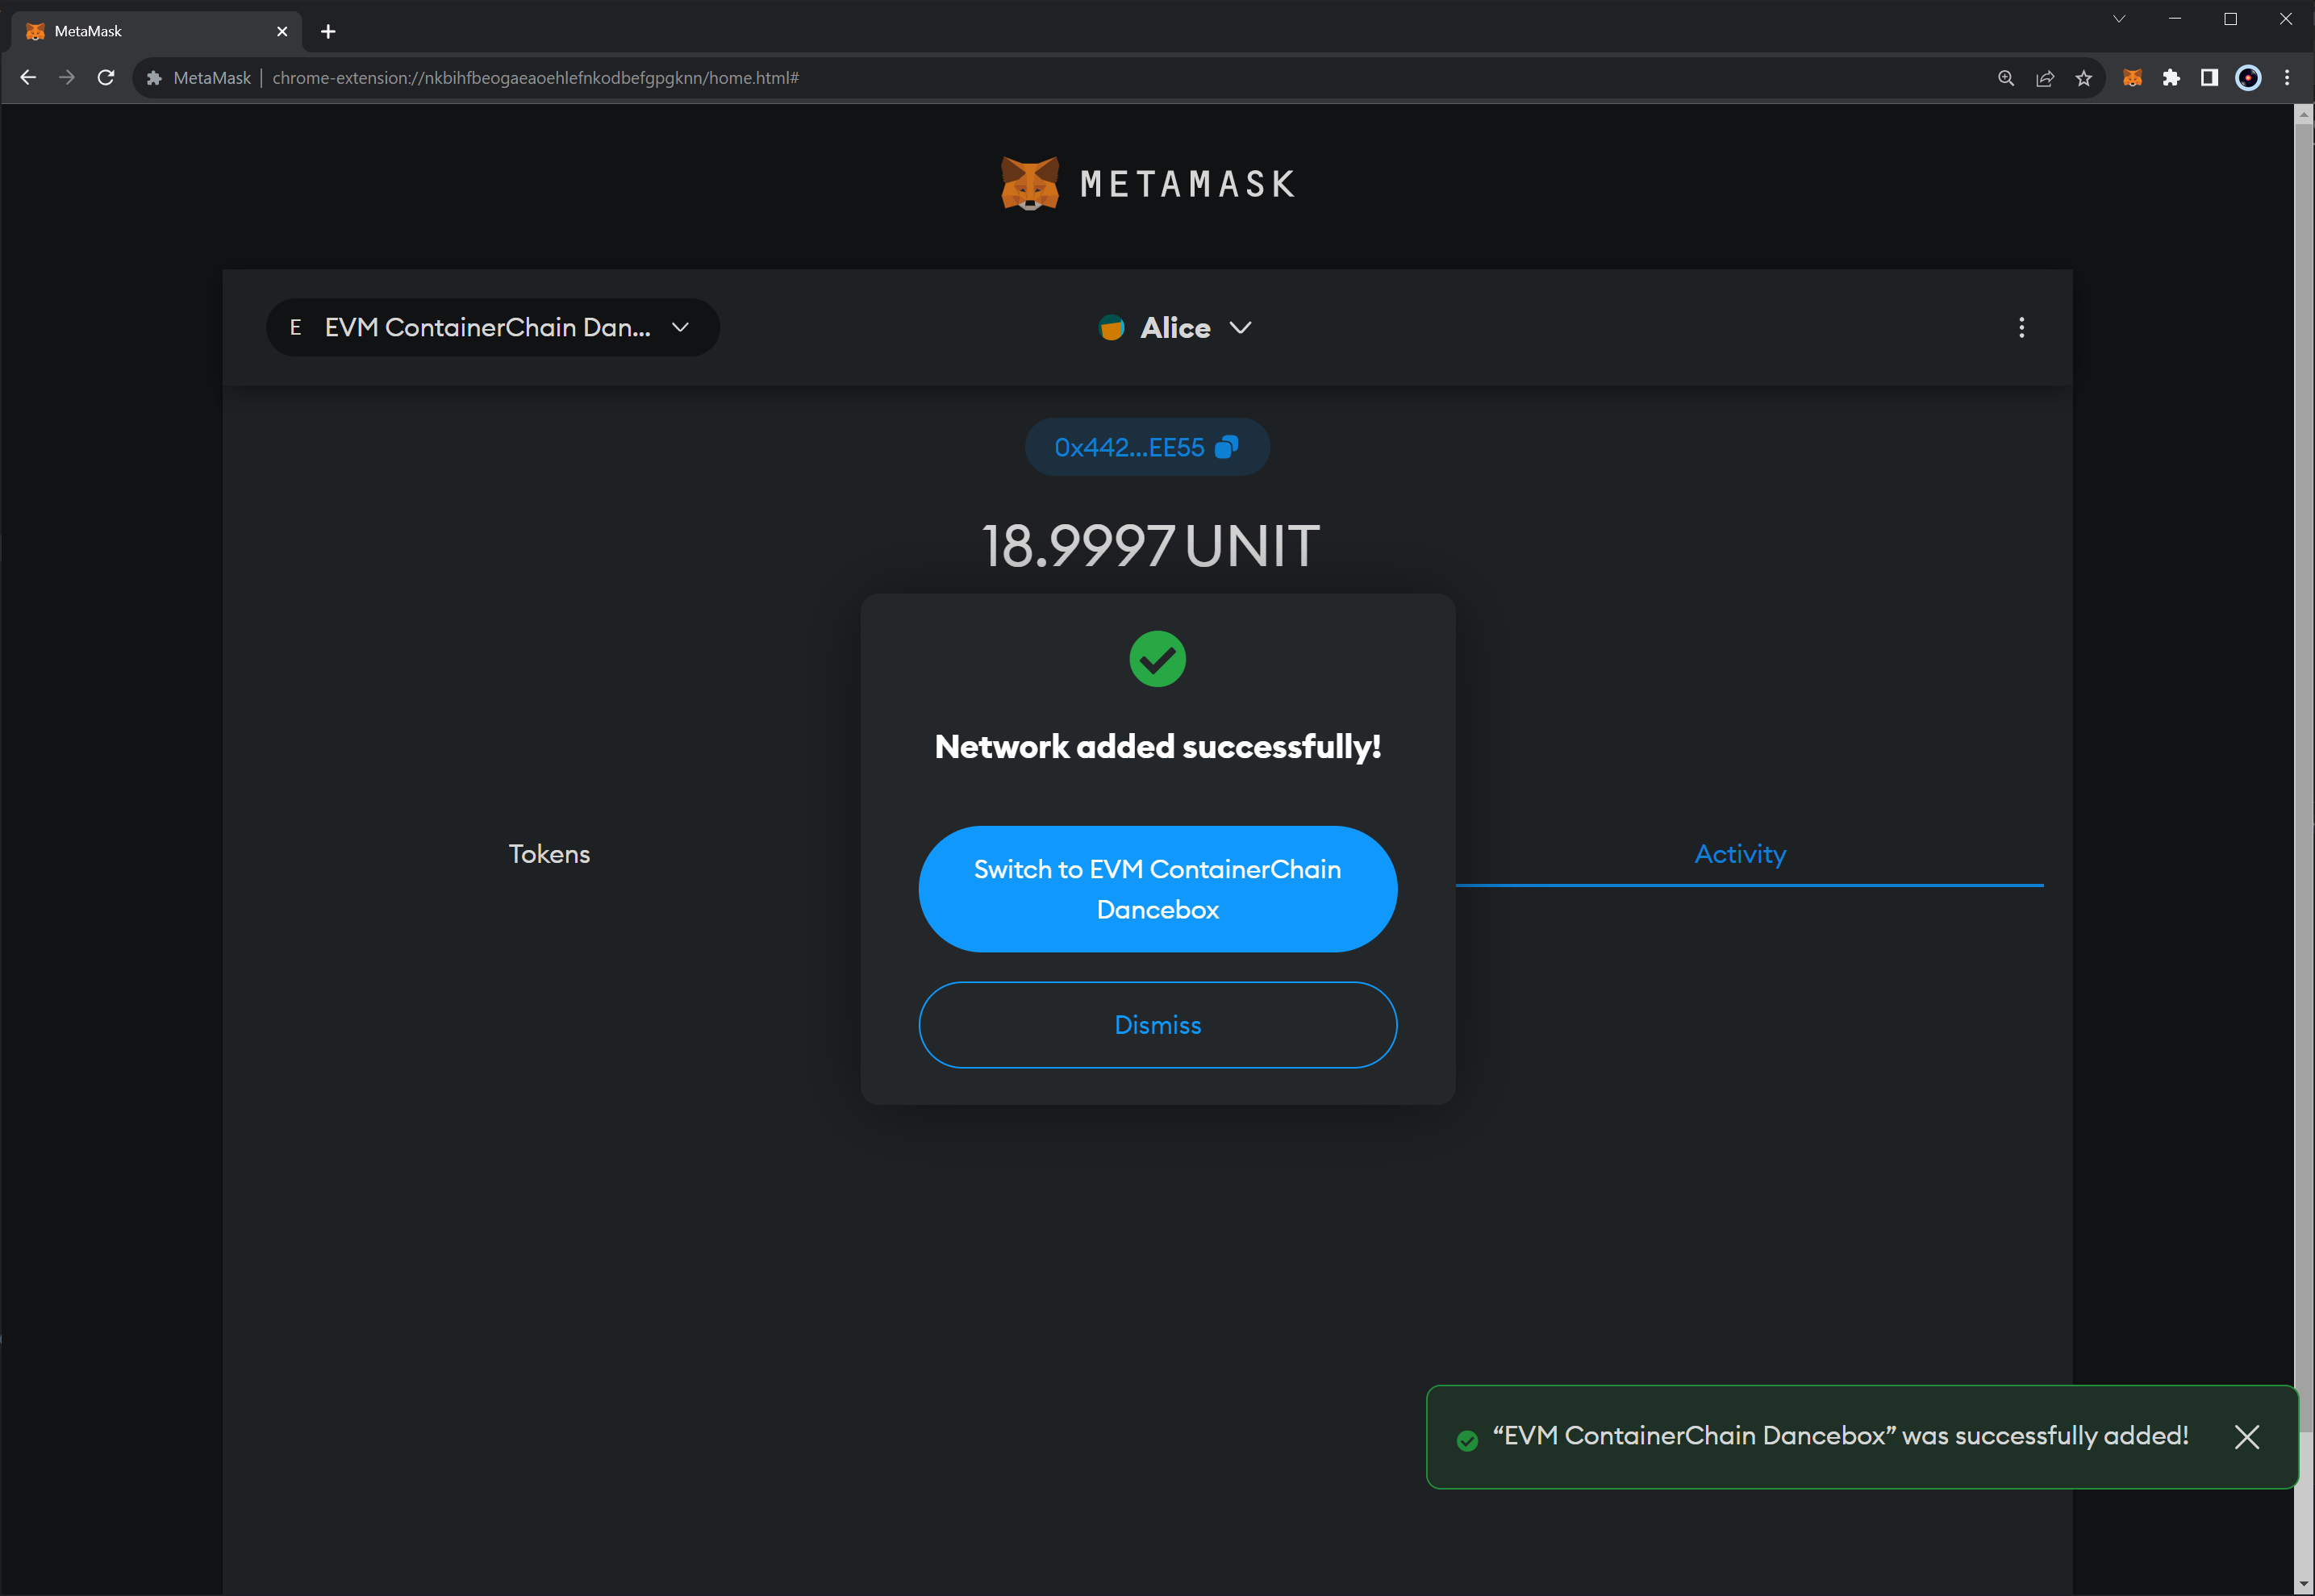 MetaMask
MetaMask | chrome-extension://nkbihfbeogaeaoehlefnkodbefgpgknn/home.html#
METAMASK
E EVM ContainerChain Dan...
Alice
0x442...EE55
18.9997 UNIT
Network added successfully!
Tokens
Switch to EVM ContainerChain
Dancebox
Activity
Dismiss
“EVM ContainerChain Dancebox” was successfully added!